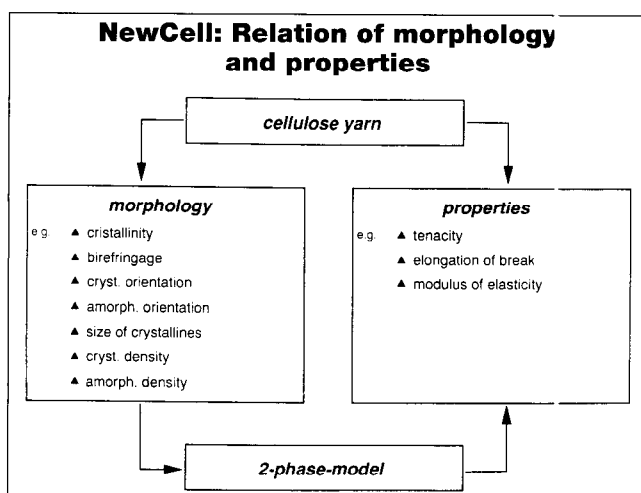 NewCell: Relation of morphology
and properties
cellulose yarn
morphology
e.g. ▲ cristallinity
▲ birefringage
▲ cryst. orientation
▲ amorph. orientation
▲ size of crystallines
▲ cryst. density
▲ amorph. density
properties
e.g. ▲ tenacity
▲ elongation of break
▲ modulus of elasticity
2-phase-model